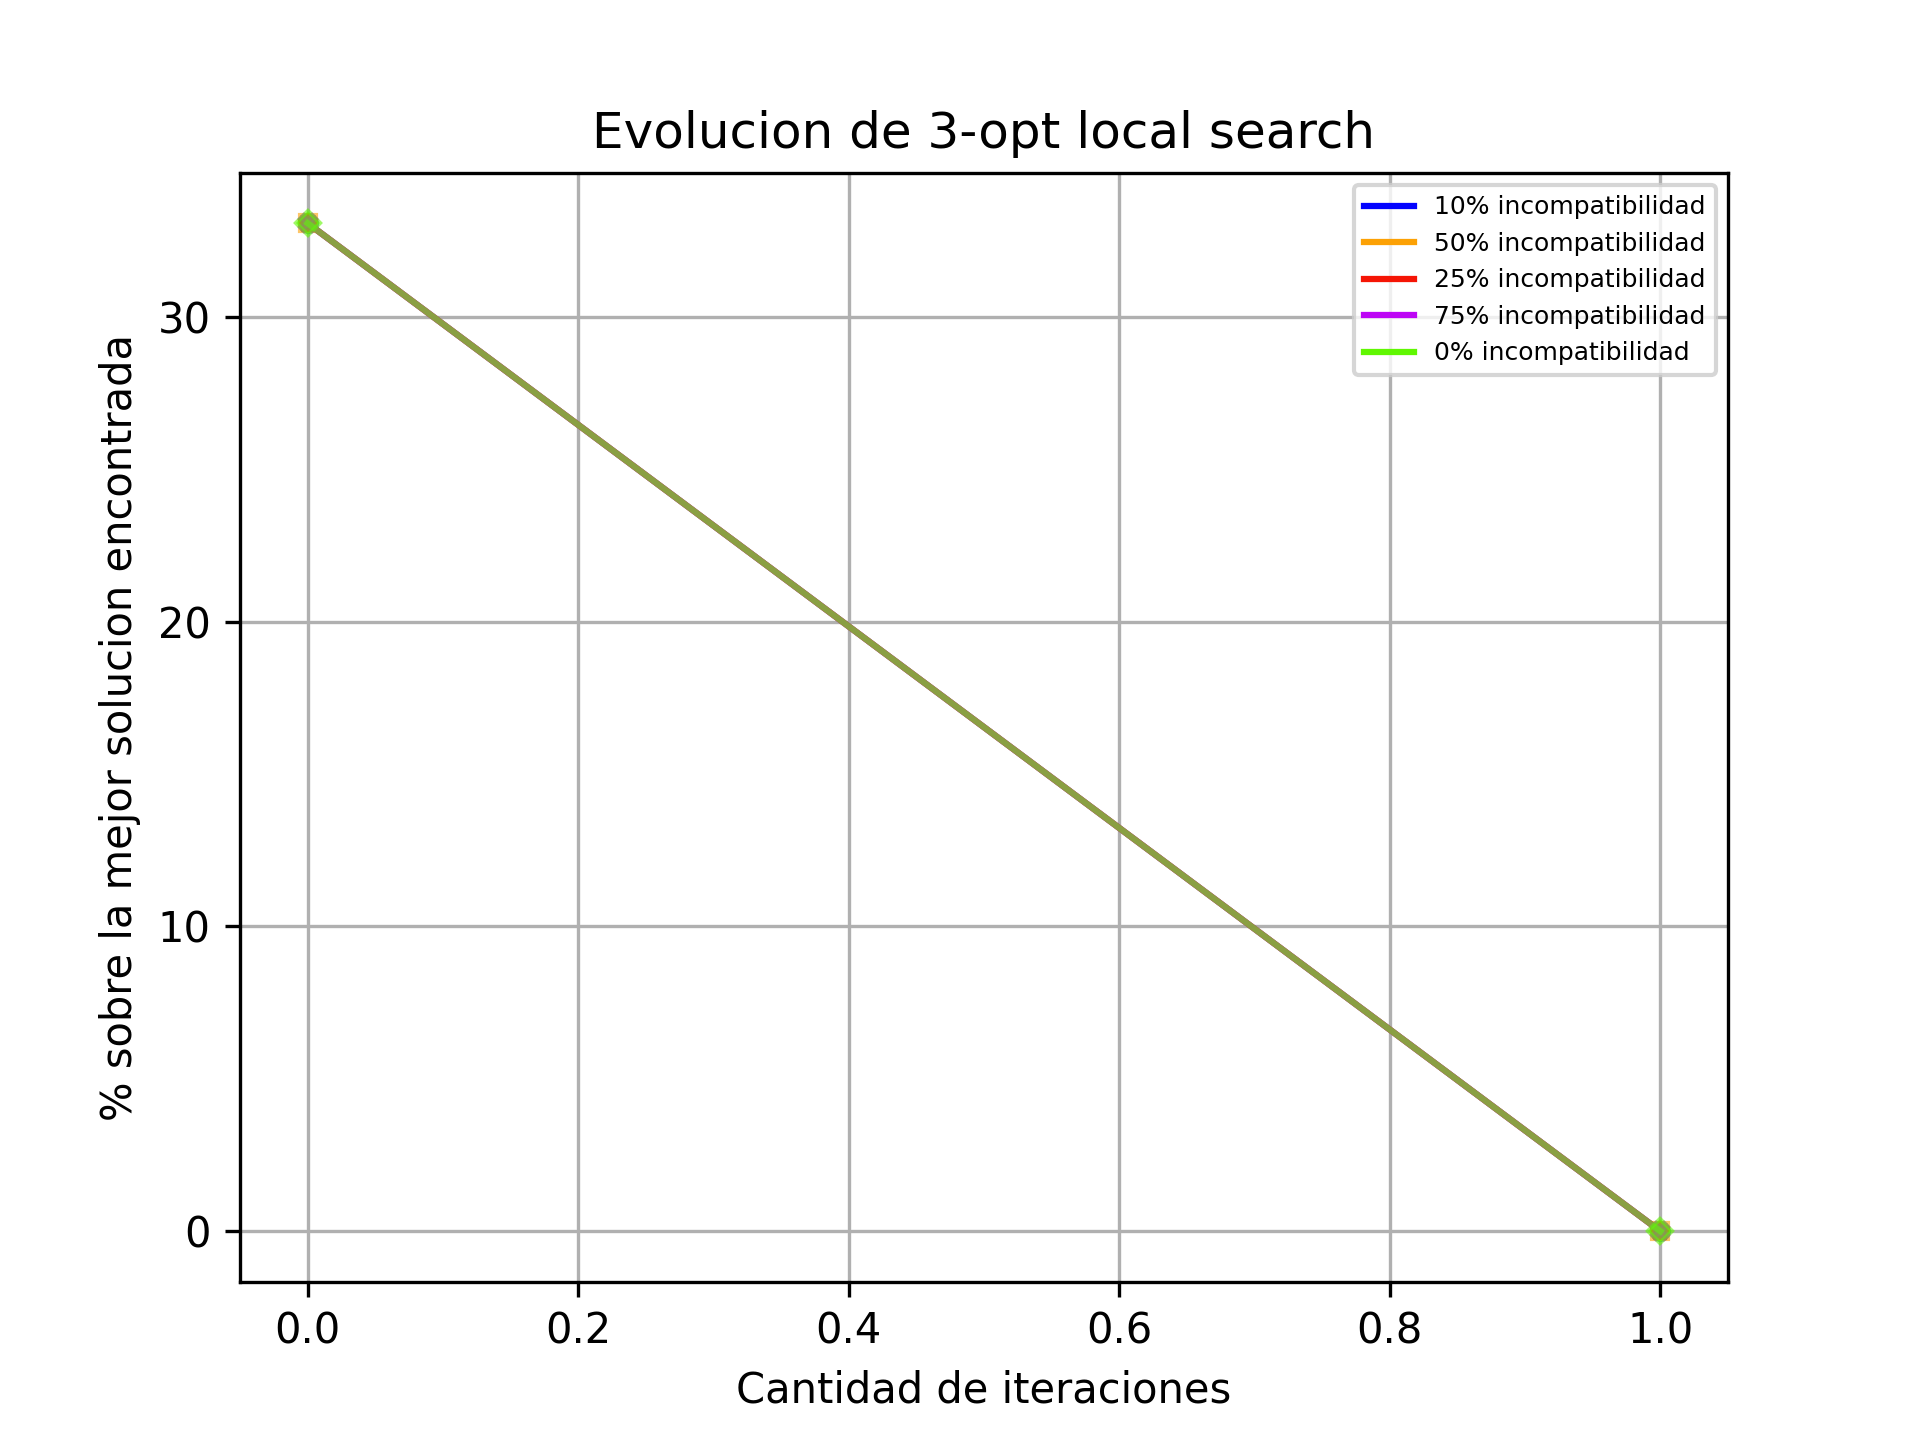 Evolucion de 3-opt local search
10% incompatibilidad
50% incompatibilidad
25% incompatibilidad
75% incompatibilidad
0% incompatibilidad
% sobre la mejor solucion encontrada
30
20
10
0
0.0 0.2 0.4 0.6 0.8 1.0
Cantidad de iteraciones